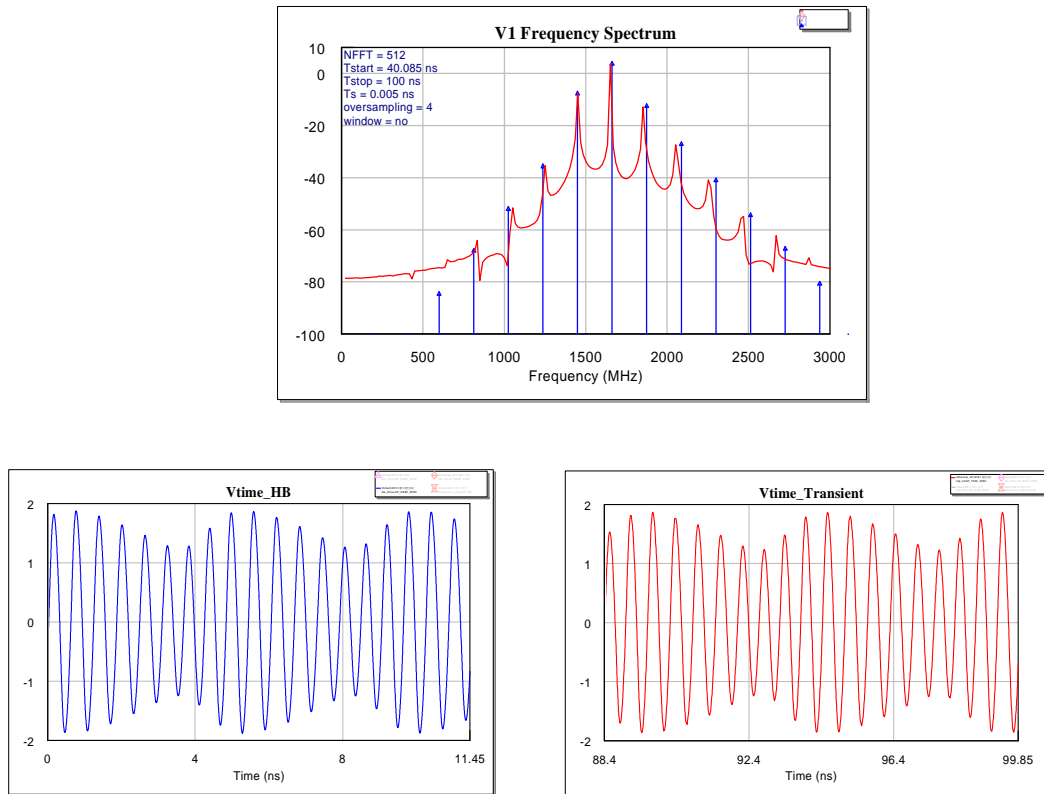 V1 Frequency Spectrum
NFFT = 512
Tstart = 40.085 ns
Tstop = 100 ns
Ts = 0.005 ns
oversampling = 4
window = no
10
0
-20
-40
-60
-80
-100
0 500 1000 1500 2000 2500 3000
Frequency (MHz)
Vtime_HB
2
1
0
-1
-2
0 4 8 11.45
Time (ns)
Vtime_Transient
2
1
0
-1
-2
88.4 92.4 96.4 99.85
Time (ns)